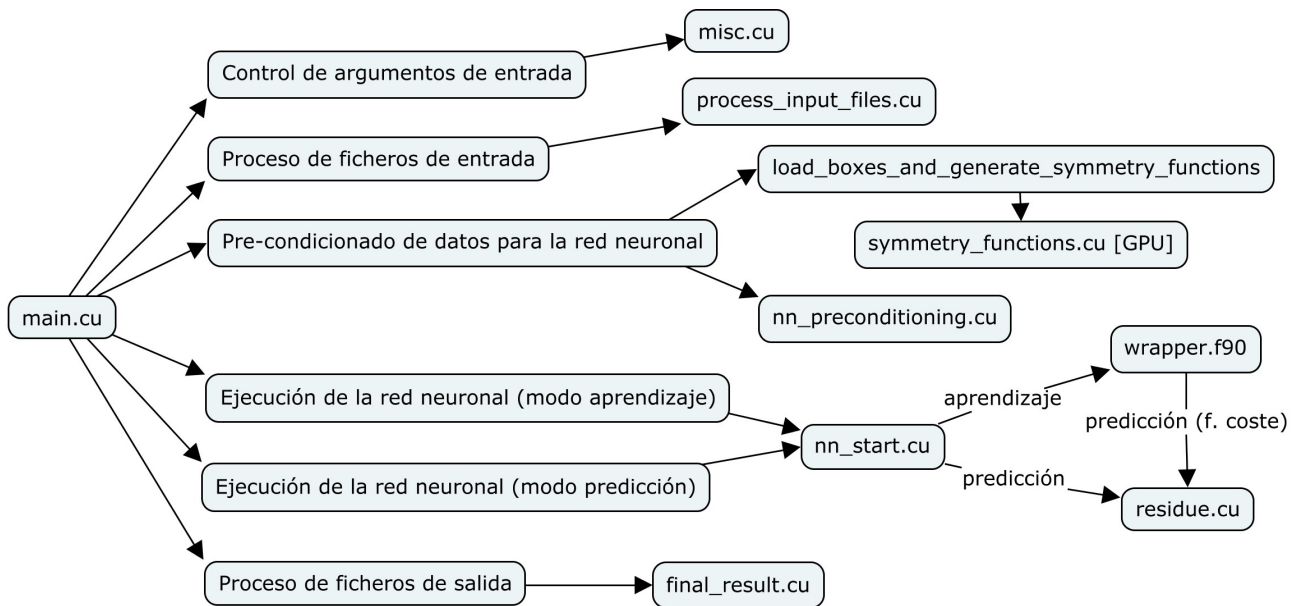 misc.cu
Control de argumentos de entrada
process_input_files.cu
Proceso de ficheros de entrada
load_boxes_and_generate_symmetry_functions
Pre-condicionado de datos para la red neuronal
symmetry_functions.cu [GPU]
main.cu
nn_preconditioning.cu
wrapper.f90
Ejecución de la red neuronal (modo aprendizaje)
aprendizaje
predicción (f. coste)
nn_start.cu
Ejecución de la red neuronal (modo predicción)
predicción
residue.cu
Proceso de ficheros de salida
final_result.cu